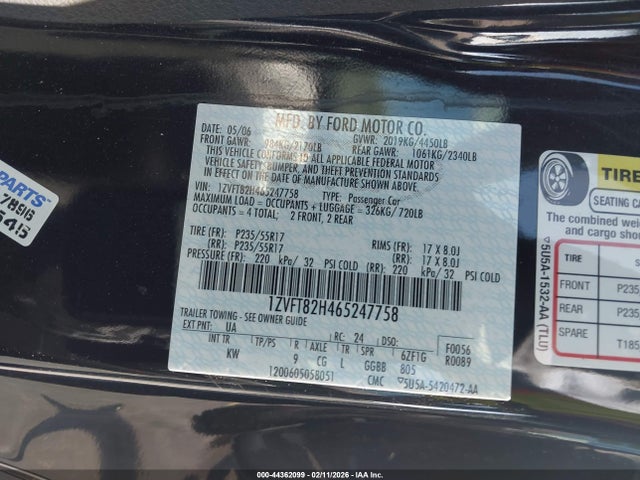 MFD. BY FORD MOTOR CO.
05/06 GVWR: 2019KG/4450LB
FRONT GAWR: 984KG/2170LB REAR GAWR: 1061KG/2340LB
THIS VEHICLE CONFORMS TO ALL APPLICABLE FEDERAL MOTOR
VEHICLE SAFETY, BUMPER, AND THEFT PREVENTION STANDARDS
IN EFFECT ON THE DATE OF MANUFACTURE SHOWN ABOVE.
VIN: 1ZVFT82H465247758
TYPE: Passenger Car
MAXIMUM LOAD = OCCUPANTS + LUGGAGE = 326KG/720LB
OCCUPANTS = 4 TOTAL: 2 FRONT, 2 REAR
TIRE (FR): P235/55R17 RIMS (FR): 17 X 8.0J
(RR): P235/55R17 (RR): 17 X 8.0J
PRESSURE (FR): 220 kPa/ 32 PSI COLD (RR): 220 kPa/ 32 PSI COLD
1ZVFT82H465247758
TRAILER TOWING - SEE OWNER GUIDE
EXT PNT: UA RC: 24 DSO: F0056
INT TR TP/PS R AXLE TR SPR 6ZF1G R0089
KW 9 CG L GGBB 805
1200605058051 CMC 5U5A-5420472-AA
PARTS
5U5A-1532-AA (TLU)
TIRE
SEATING CA
The combined wei
and cargo shou
TIRE S
FRONT P235
REAR P235
SPARE T185
000-44362099 - 02/11/2026 - COPART